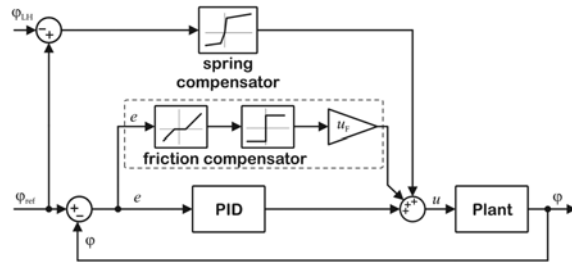 φLH
spring
compensator
e
uF
friction compensator
φref
e
PID
u
Plant
φ
φ